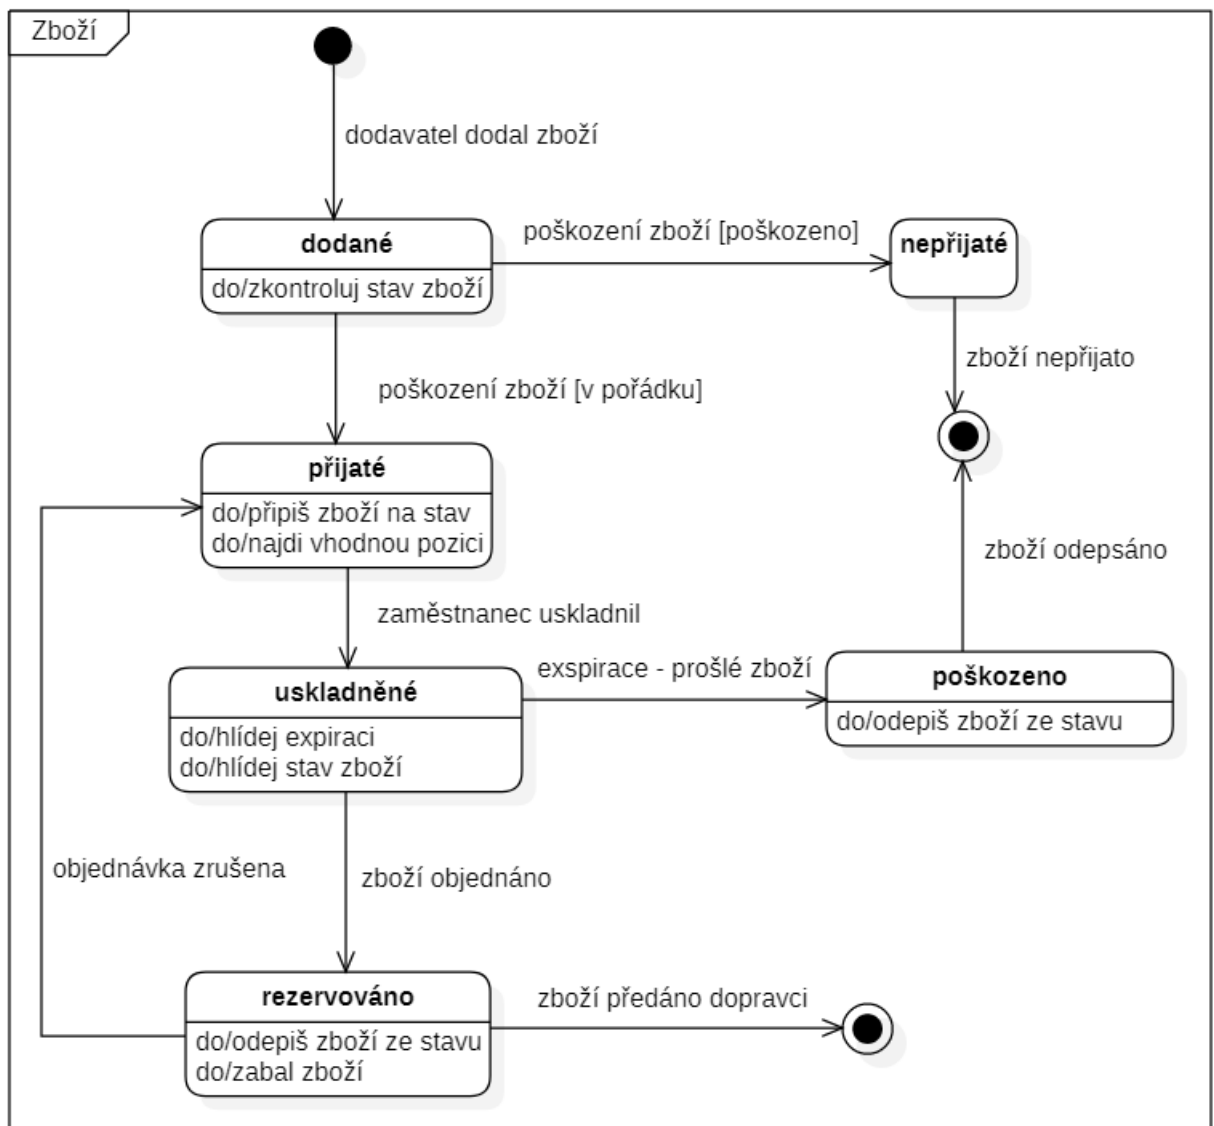 Zboží
dodavatel dodal zboží
dodané
do/zkontroluj stav zboží
poškození zboží [poškozeno]
nepřijaté
zboží nepřijato
poškození zboží [v pořádku]
přijaté
do/připiš zboží na stav
do/najdi vhodnou pozici
zboží odepsáno
zaměstnanec uskladnil
uskladněné
do/hlídej expiraci
do/hlídej stav zboží
exspirace - prošlé zboží
poškozeno
do/odepiš zboží ze stavu
objednávka zrušena
zboží objednáno
rezervováno
do/odepiš zboží ze stavu
do/zabal zboží
zboží předáno dopravci